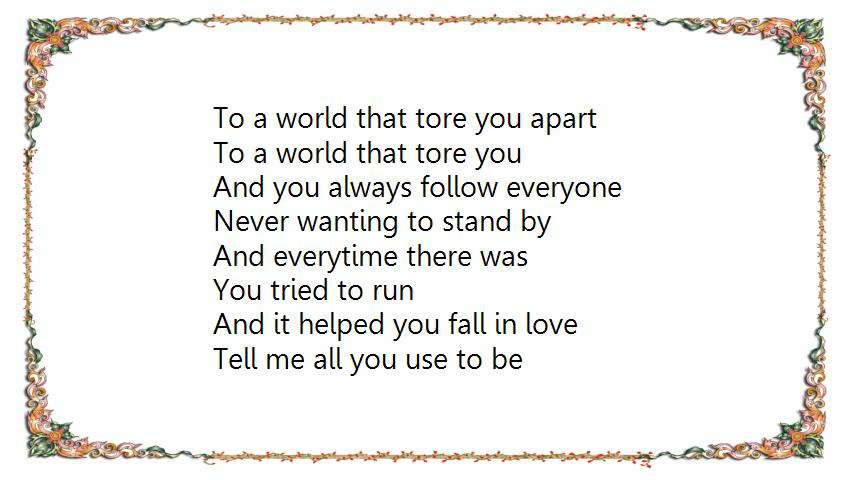 To a world that tore you apart
To a world that tore you
And you always follow everyone
Never wanting to stand by
And everytime there was
You tried to run
And it helped you fall in love
Tell me all you use to be